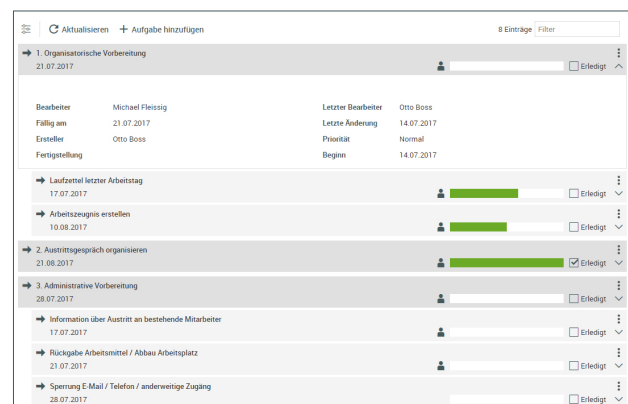 Aktualisieren Aufgabe hinzufügen 8 Einträge Filter
1. Organisatorische Vorbereitung
21.07.2017 Erledigt
Bearbeiter Michael Fleissig Letzter Bearbeiter Otto Boss
Fällig am 21.07.2017 Letzte Änderung 14.07.2017
Ersteller Otto Boss Priorität Normal
Fertigstellung Beginn 14.07.2017
Laufzettel letzter Arbeitstag
17.07.2017 Erledigt
Arbeitszeugnis erstellen
10.08.2017 Erledigt
2. Austrittsgespräch organisieren
21.08.2017 Erledigt
3. Administrative Vorbereitung
28.07.2017 Erledigt
Information über Austritt an bestehende Mitarbeiter
17.07.2017 Erledigt
Rückgabe Arbeitsmittel / Abbau Arbeitsplatz
21.07.2017 Erledigt
Sperrung E-Mail / Telefon / anderweitige Zugäng
28.07.2017 Erledigt